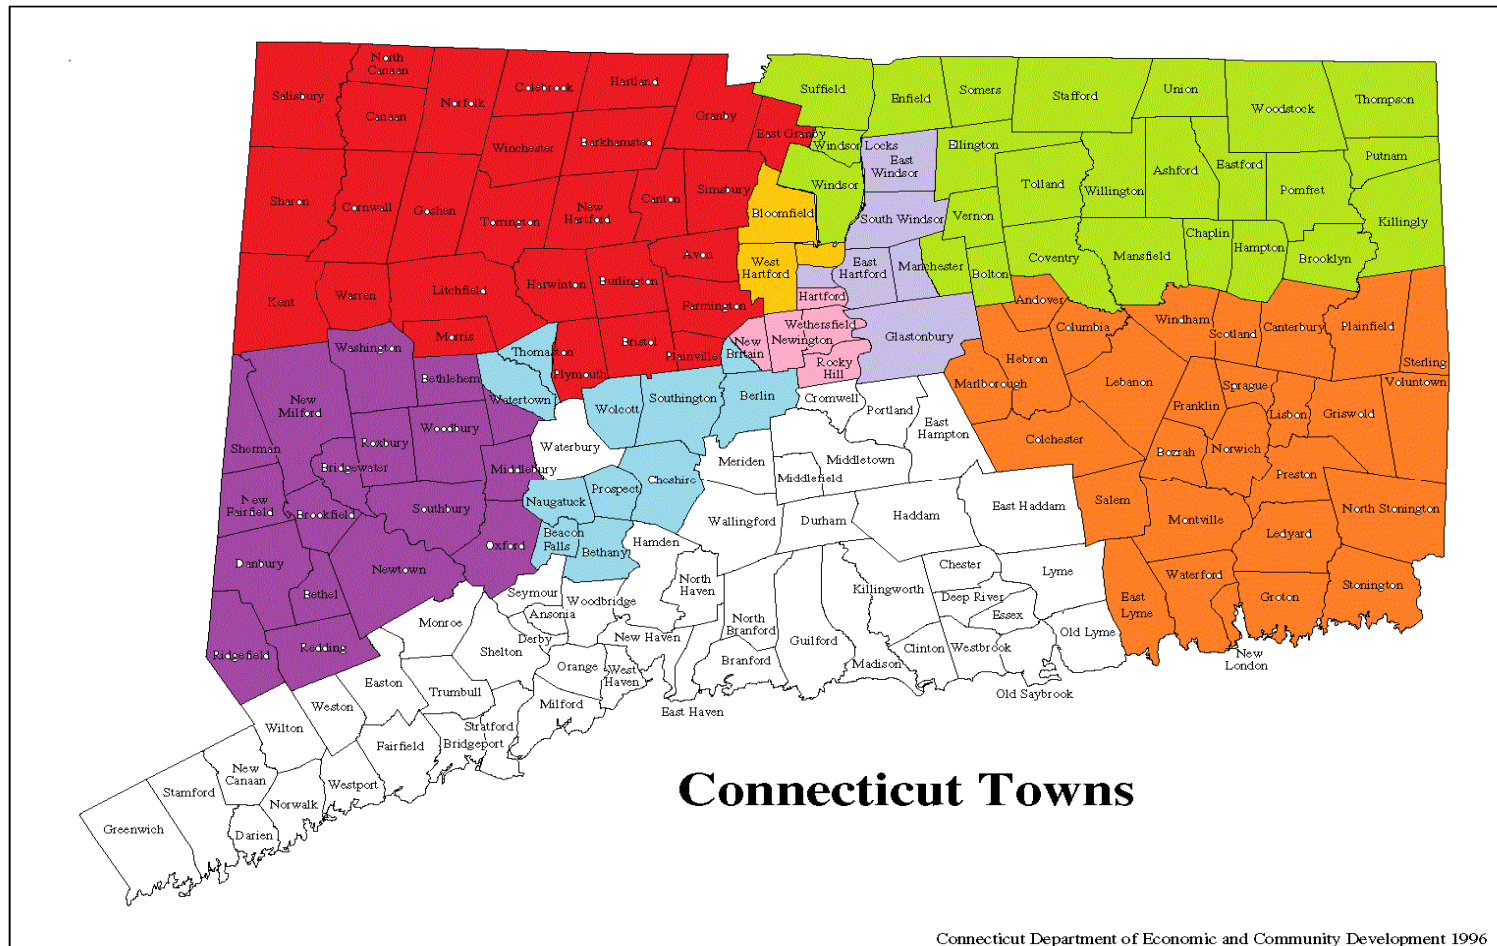 North
Canaan
Salisbury
Canaan
Norfolk
Colebrook
Hartland
Granby
East Granby
Suffield
Enfield
Somers
Stafford
Union
Woodstock
Thompson
Winchester
Barkhamsted
Windsor Locks
East
Windsor
Ellington
Putnam
Sharon
Cornwall
Goshen
Torrington
New
Hartford
Canton
Simsbury
Bloomfield
Windsor
South Windsor
Vernon
Tolland
Willington
Ashford
Eastford
Pomfret
Killingly
Kent
Warren
Litchfield
Harwinton
Burlington
Avon
Farmington
West
Hartford
East
Hartford
Manchester
Bolton
Coventry
Mansfield
Chaplin
Hampton
Brooklyn
Hartford
Andover
Columbia
Windham
Scotland
Canterbury
Plainfield
Sterling
Washington
Morris
Thomaston
Plymouth
Bristol
Plainville
New
Britain
Wethersfield
Newington
Rocky
Hill
Glastonbury
Hebron
Marlborough
Lebanon
Sprague
Franklin
Lisbon
Griswold
Voluntown
Bethlehem
New
Milford
Watertown
Wolcott
Southington
Berlin
Cromwell
Portland
East
Hampton
Colchester
Bozrah
Norwich
Preston
Sherman
Roxbury
Woodbury
Bridgewater
Middlebury
Waterbury
Cheshire
Meriden
Middletown
Middlefield
New
Fairfield
Brookfield
Southbury
Naugatuck
Prospect
Wallingford
Durham
Haddam
East Haddam
Salem
Montville
North Stonington
Ledyard
Danbury
Bethel
Newtown
Oxford
Beacon
Falls
Bethany
Hamden
North
Haven
Killingworth
Chester
Deep River
Essex
Lyme
East
Lyme
Waterford
Groton
Stonington
Ridgefield
Redding
Monroe
Seymour
Ansonia
Derby
Woodbridge
New Haven
North
Branford
Guilford
Madison
Clinton
Westbrook
Old Lyme
New
London
Old Saybrook
Easton
Trumbull
Shelton
Orange
West
Haven
Branford
East Haven
Milford
Weston
Wilton
Stratford
Bridgeport
Fairfield
New
Canaan
Westport
Stamford
Norwalk
Darien
Greenwich
Connecticut Towns
Connecticut Department of Economic and Community Development 1996